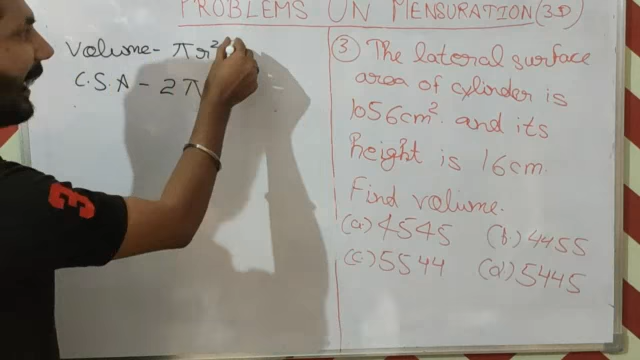 PROBLEMS ON MENSURATION (3D)
Volume - πr²
C.S.A - 2π
③ The lateral surface
area of cylinder is
1056cm² and its
height is 16cm.
Find volume.
(a) 4545 (b) 4455
(c) 5544 (d) 5445
3